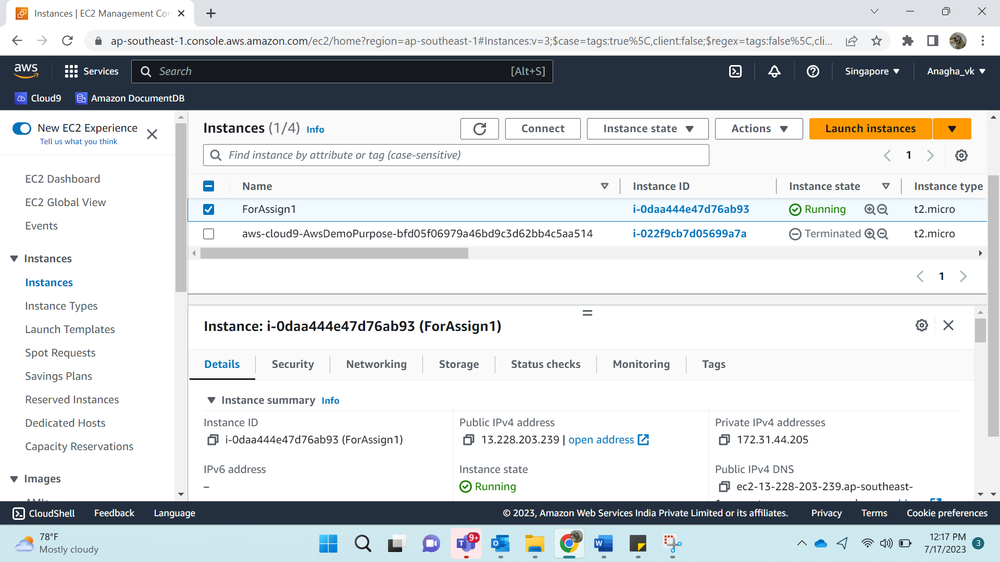 Instances | EC2 Management Con
ap-southeast-1.console.aws.amazon.com/ec2/home?region=ap-southeast-1#Instances:v=3;$case=tags:true%5C,client:false;$regex=tags:false%5C,cli...
aws
Services
Search
[Alt+S]
Singapore
Anagha_vk
Cloud9
Amazon DocumentDB
New EC2 Experience
Tell us what you think
EC2 Dashboard
EC2 Global View
Events
Instances
Instances
Instance Types
Launch Templates
Spot Requests
Savings Plans
Reserved Instances
Dedicated Hosts
Capacity Reservations
Images
Instances (1/4) Info
Connect
Instance state
Actions
Launch instances
Find instance by attribute or tag (case-sensitive)
1
Name Instance ID Instance state Instance type
ForAssign1 i-0daa444e47d76ab93 Running t2.micro
aws-cloud9-AwsDemoPurpose-bfd05f06979a46bd9c3d62bb4c5aa514 i-022f9cb7d05699a7a Terminated t2.micro
1
Instance: i-0daa444e47d76ab93 (ForAssign1)
Details Security Networking Storage Status checks Monitoring Tags
Instance summary Info
Instance ID
i-0daa444e47d76ab93 (ForAssign1)
Public IPv4 address
13.228.203.239 | open address
Private IPv4 addresses
172.31.44.205
IPv6 address
–
Instance state
Running
Public IPv4 DNS
ec2-13-228-203-239.ap-southeast-
CloudShell Feedback Language
© 2023, Amazon Web Services India Private Limited or its affiliates. Privacy Terms Cookie preferences
78°F
Mostly cloudy
9+
12:17 PM
7/17/2023
3